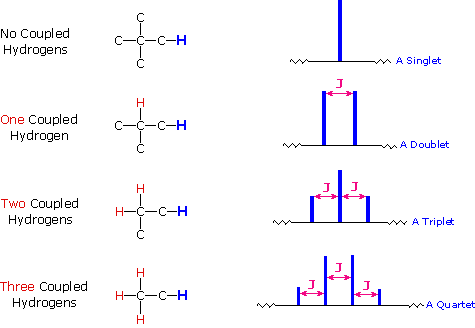 No Coupled
Hydrogens
C
C C C H
C
A Singlet
One Coupled
Hydrogen
H
C C C H
C
J
A Doublet
Two Coupled
Hydrogens
H
H C C H
C
J J
A Triplet
Three Coupled
Hydrogens
H
H C C H
H
J J J
A Quartet